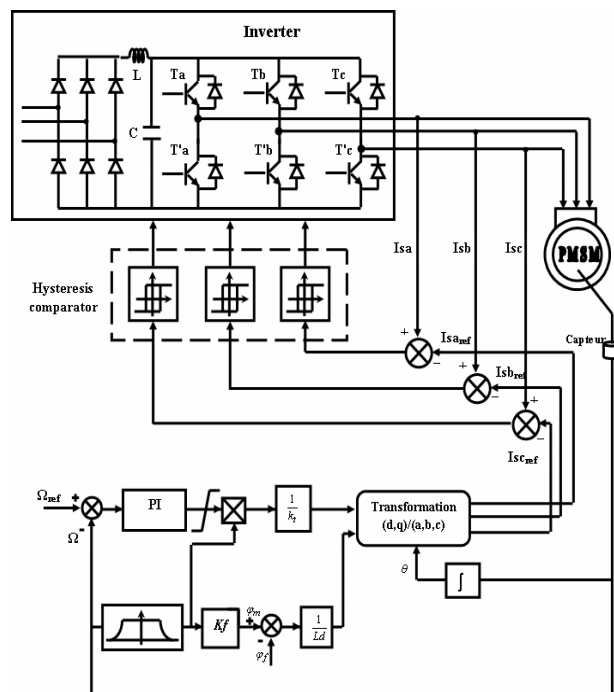 Inverter
L
Ta
Tb
Tc
C
T'a
T'b
T'c
Isa
Isb
Isc
PMSM
Hysteresis
comparator
Capteur
+
−
Isa_ref
+
−
Isb_ref
+
−
Isc_ref
Ω_ref
+
PI
1/k_t
Transformation
(d,q)/(a,b,c)
Ω
-
θ
∫
Kf
φ_m
+
-
φ_f
1/Ld